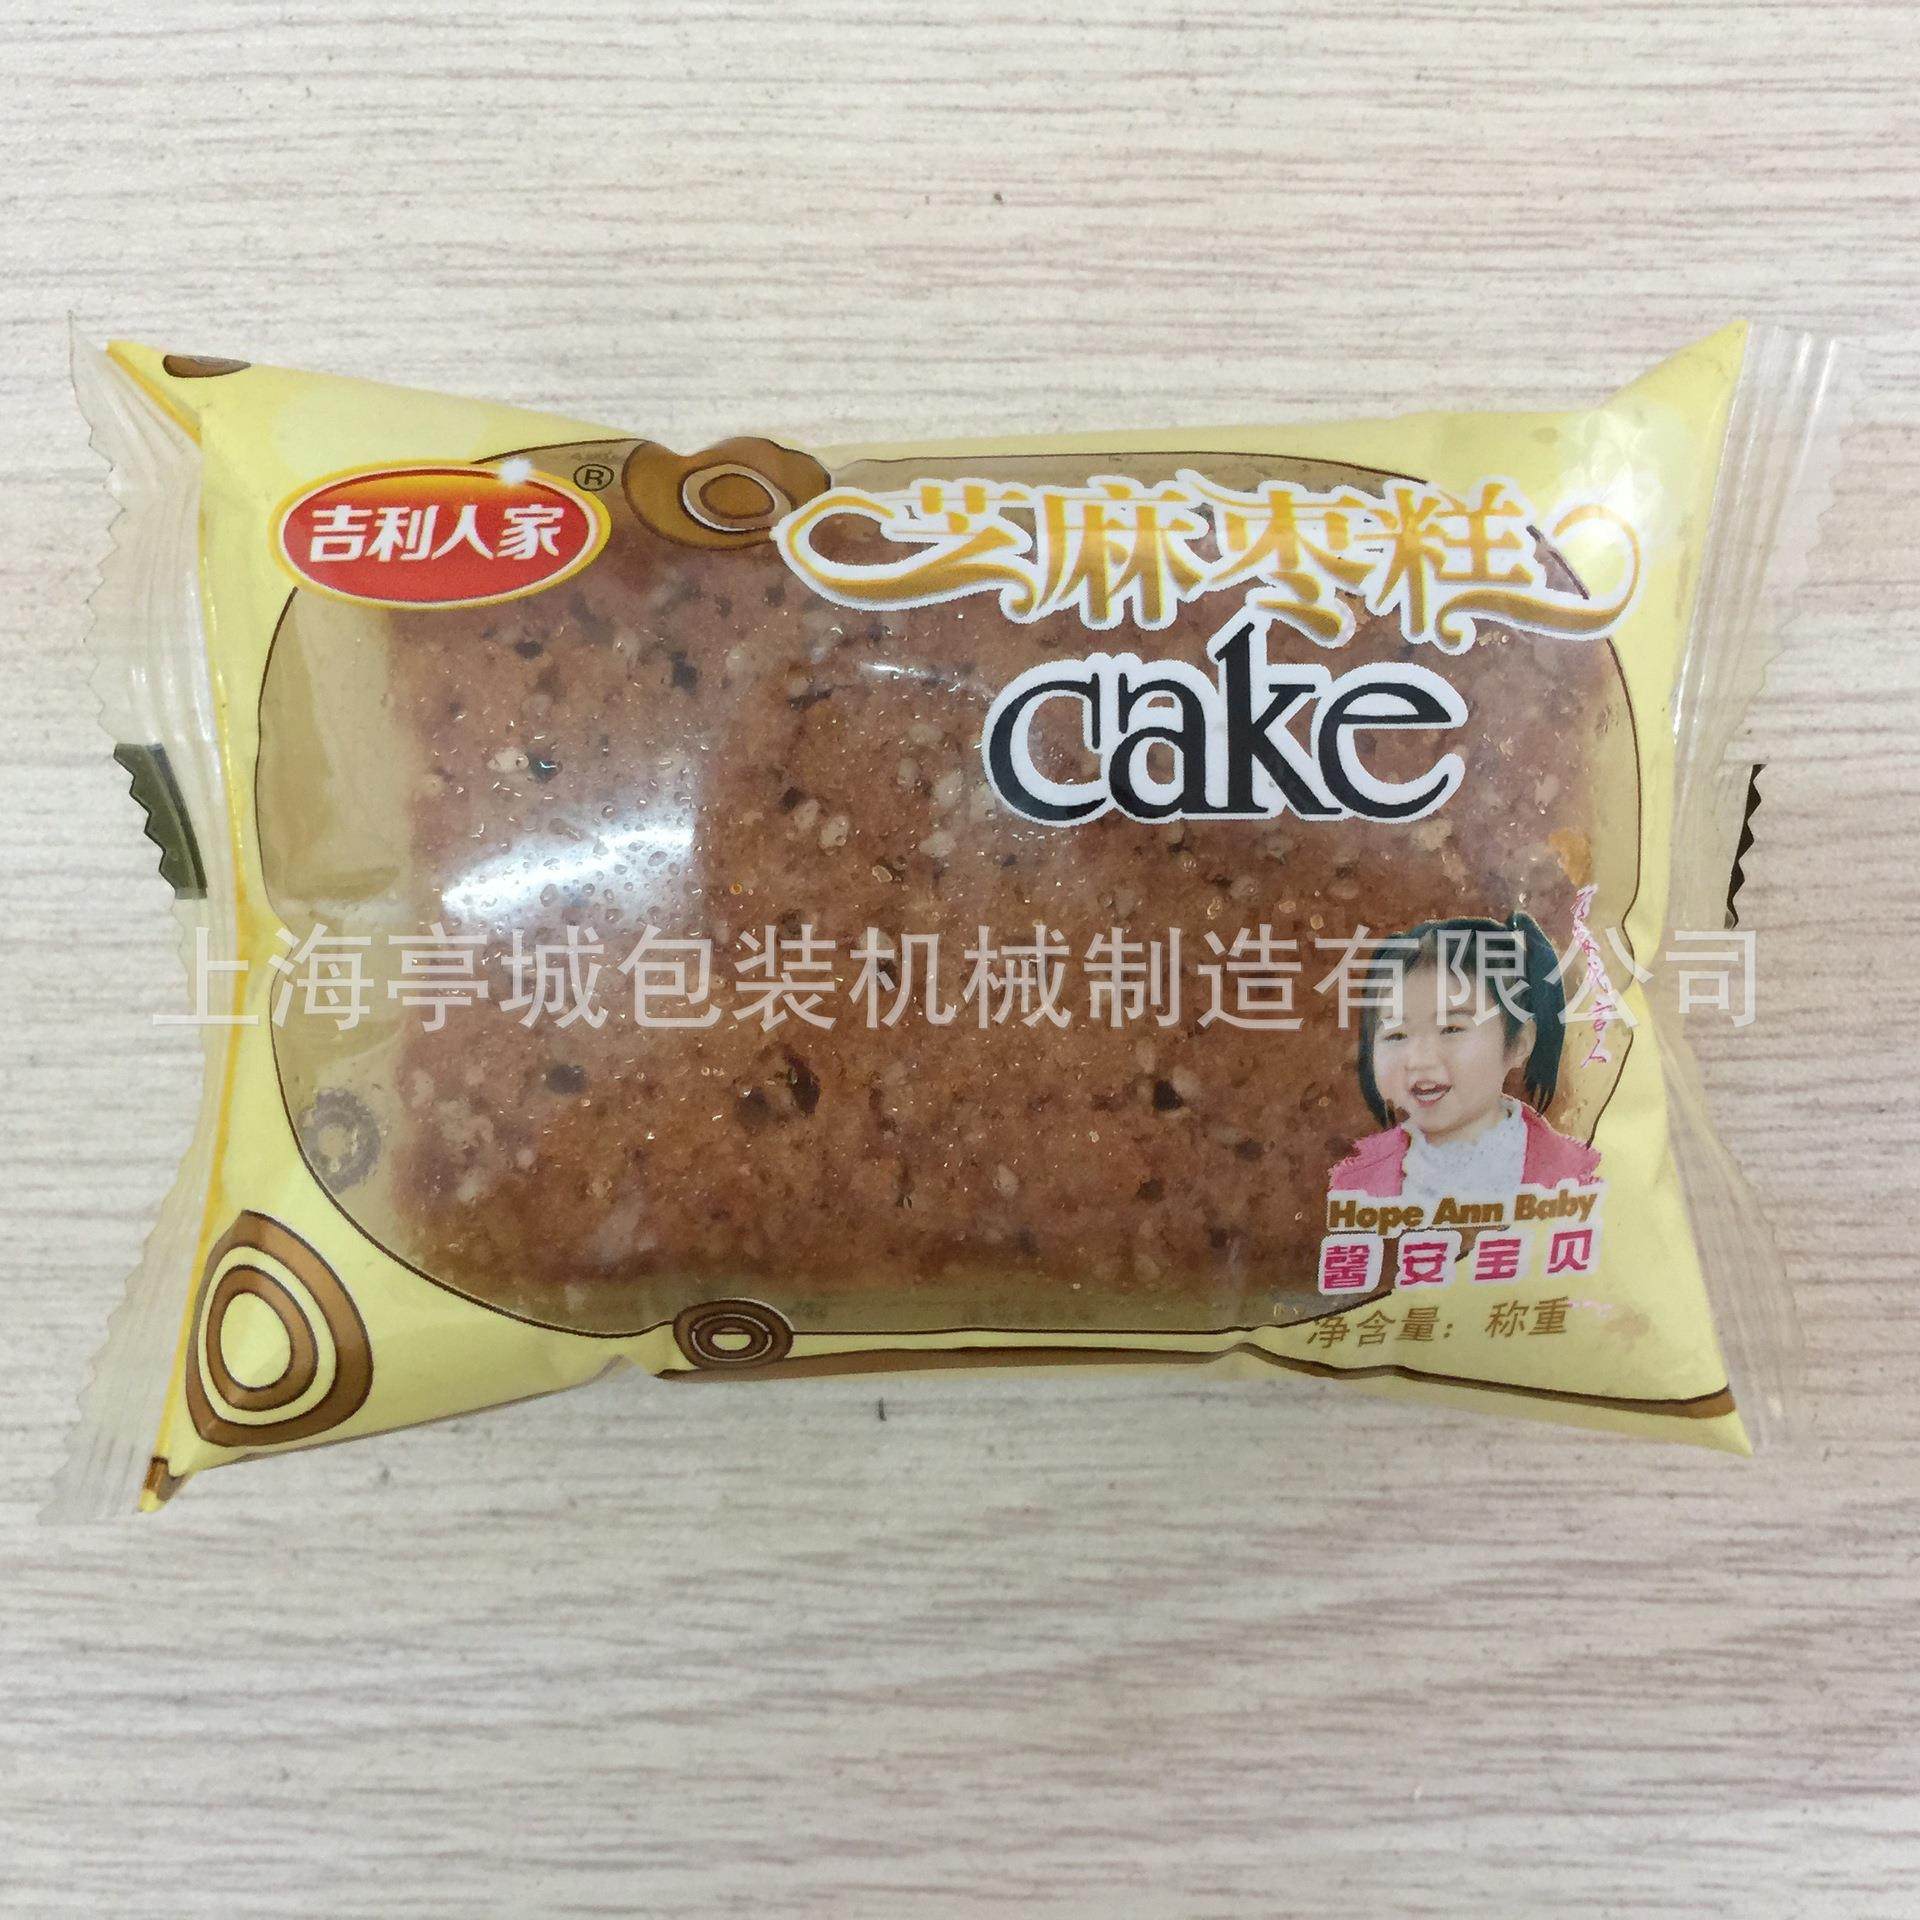 吉利人家
®
芝麻枣糕
cake
上海亭城包装机械制造有限公司
Hope Ann Baby
馨安宝贝
净含量：称重